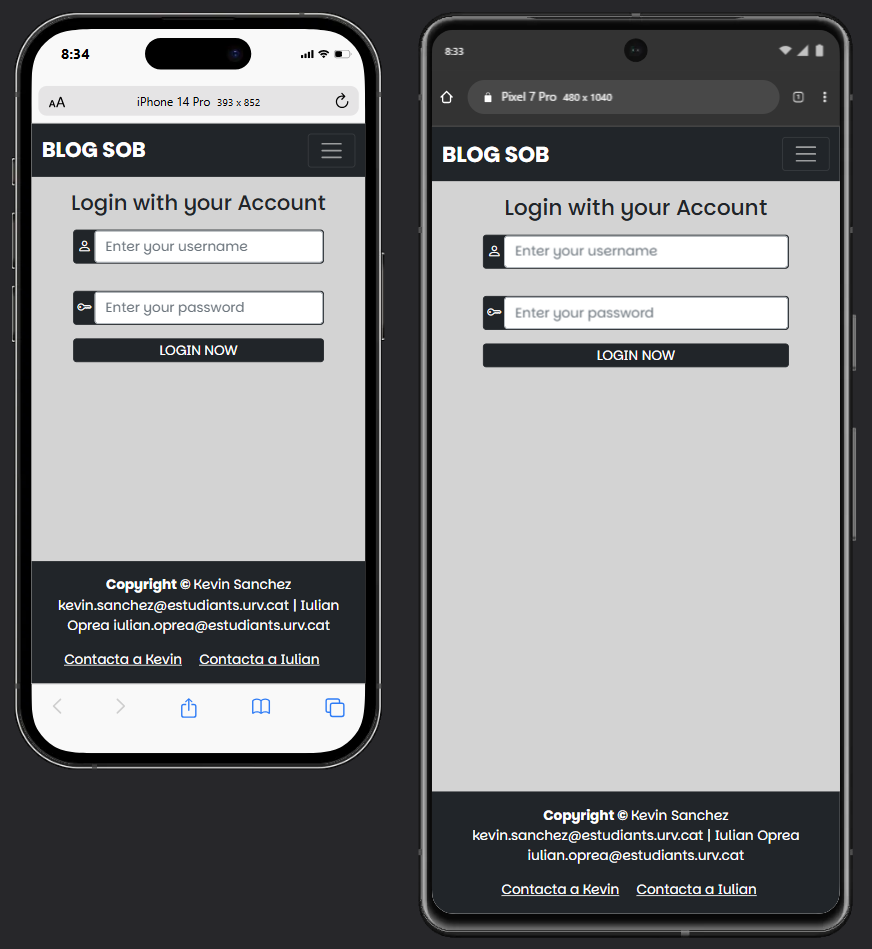 8:34
AA iPhone 14 Pro 393 x 852
BLOG SOB
Login with your Account
Enter your username
Enter your password
LOGIN NOW
Copyright © Kevin Sanchez
kevin.sanchez@estudiants.urv.cat | Iulian
Oprea iulian.oprea@estudiants.urv.cat
Contacta a Kevin Contacta a Iulian
8:33
Pixel 7 Pro 480 x 1040
1
BLOG SOB
Login with your Account
Enter your username
Enter your password
LOGIN NOW
Copyright © Kevin Sanchez
kevin.sanchez@estudiants.urv.cat | Iulian Oprea
iulian.oprea@estudiants.urv.cat
Contacta a Kevin Contacta a Iulian